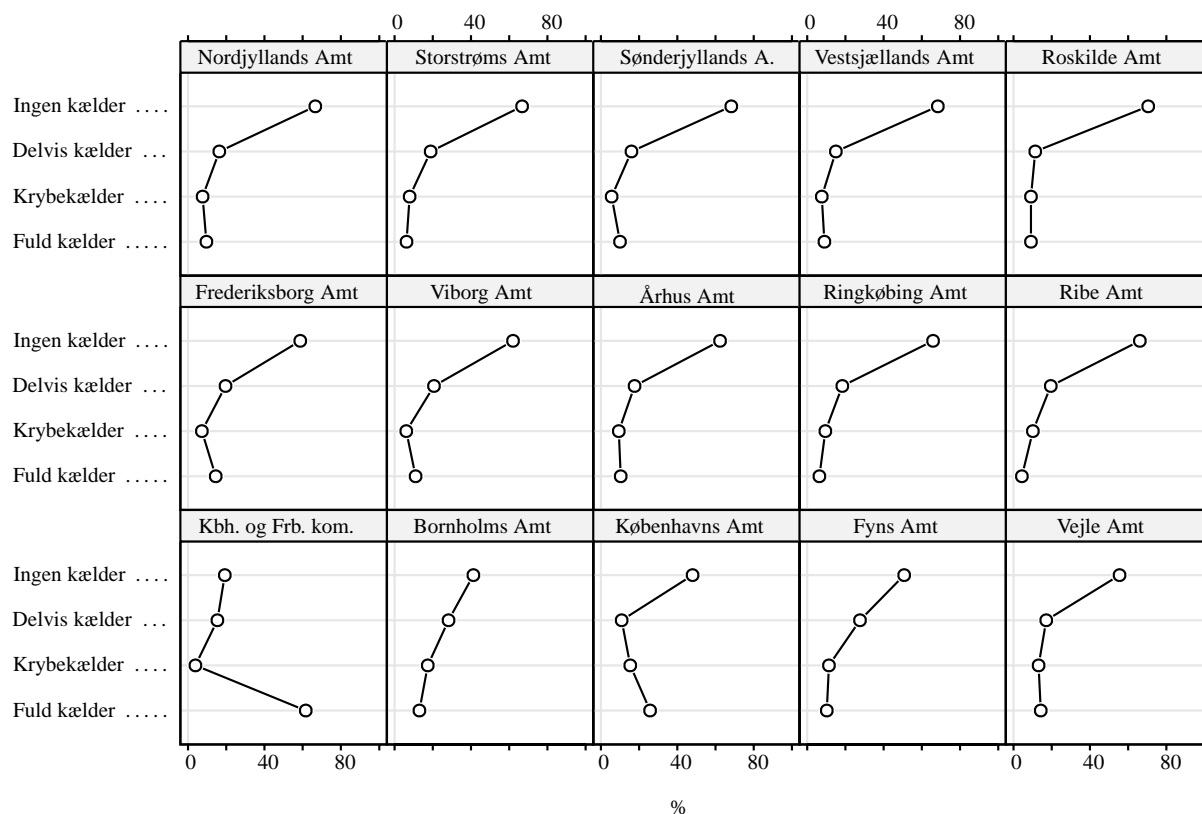 0 40 80 0 40 80
Nordjyllands Amt Storstrøms Amt Sønderjyllands A. Vestsjællands Amt Roskilde Amt
Ingen kælder ....
Delvis kælder ...
Krybekælder ....
Fuld kælder .....
Frederiksborg Amt Viborg Amt Århus Amt Ringkøbing Amt Ribe Amt
Ingen kælder ....
Delvis kælder ...
Krybekælder ....
Fuld kælder .....
Kbh. og Frb. kom. Bornholms Amt Københavns Amt Fyns Amt Vejle Amt
Ingen kælder ....
Delvis kælder ...
Krybekælder ....
Fuld kælder .....
0 40 80 0 40 80 0 40 80
%